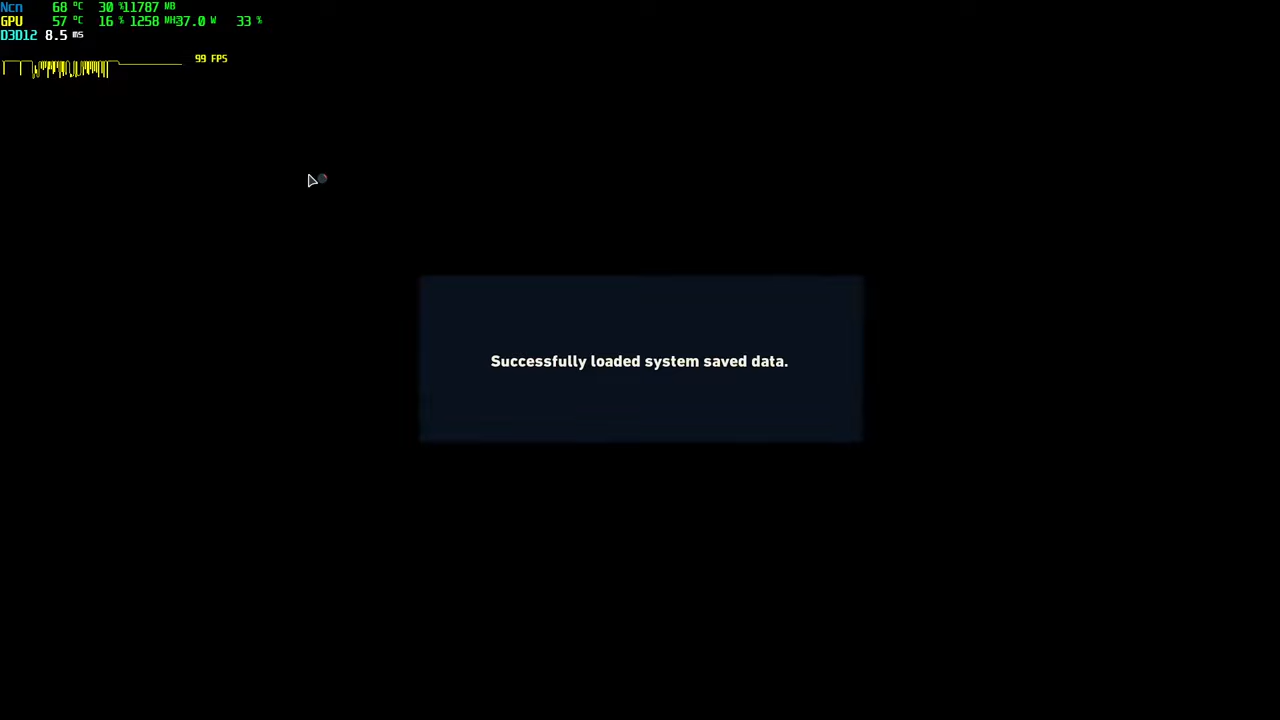 Ncn 68 °C 30 % 11787 MB
GPU 57 °C 16 % 1258 MHz 37.0 W 33 %
D3D12 8.5 ms
99 FPS
Successfully loaded system saved data.